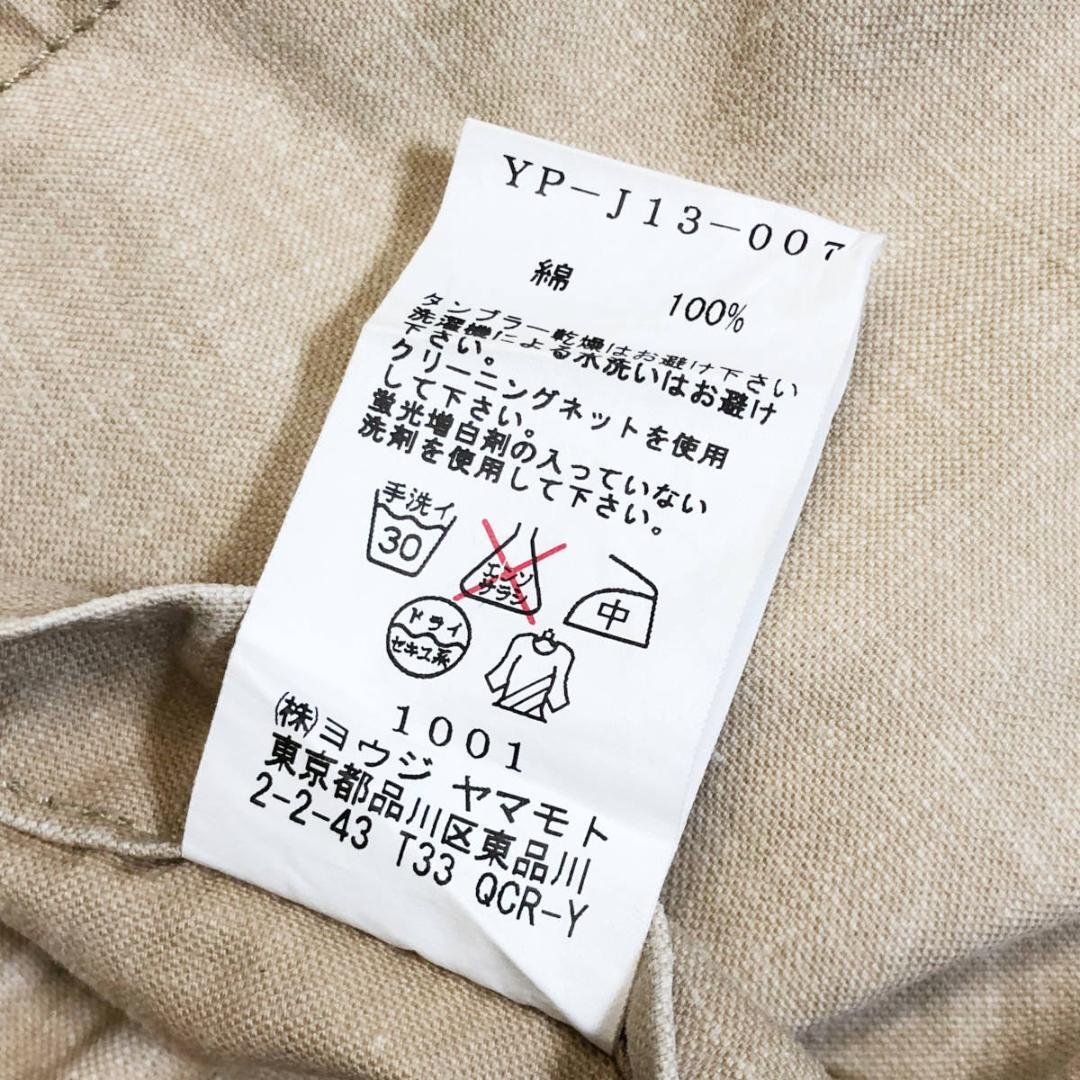 YP-J13-007
綿 100%
タンブラー乾燥はお避け下さい
洗濯機による水洗いはお避け
下さい。
クリーニングネットを使用
して下さい。
蛍光増白剤の入っていない
洗剤を使用して下さい。
手洗イ
30
エンソ
サラシ
中
ドライ
セキユ系
1001
(株)ヨウジ ヤマモト
東京都品川区東品川
2-2-43 T33 QCR-Y